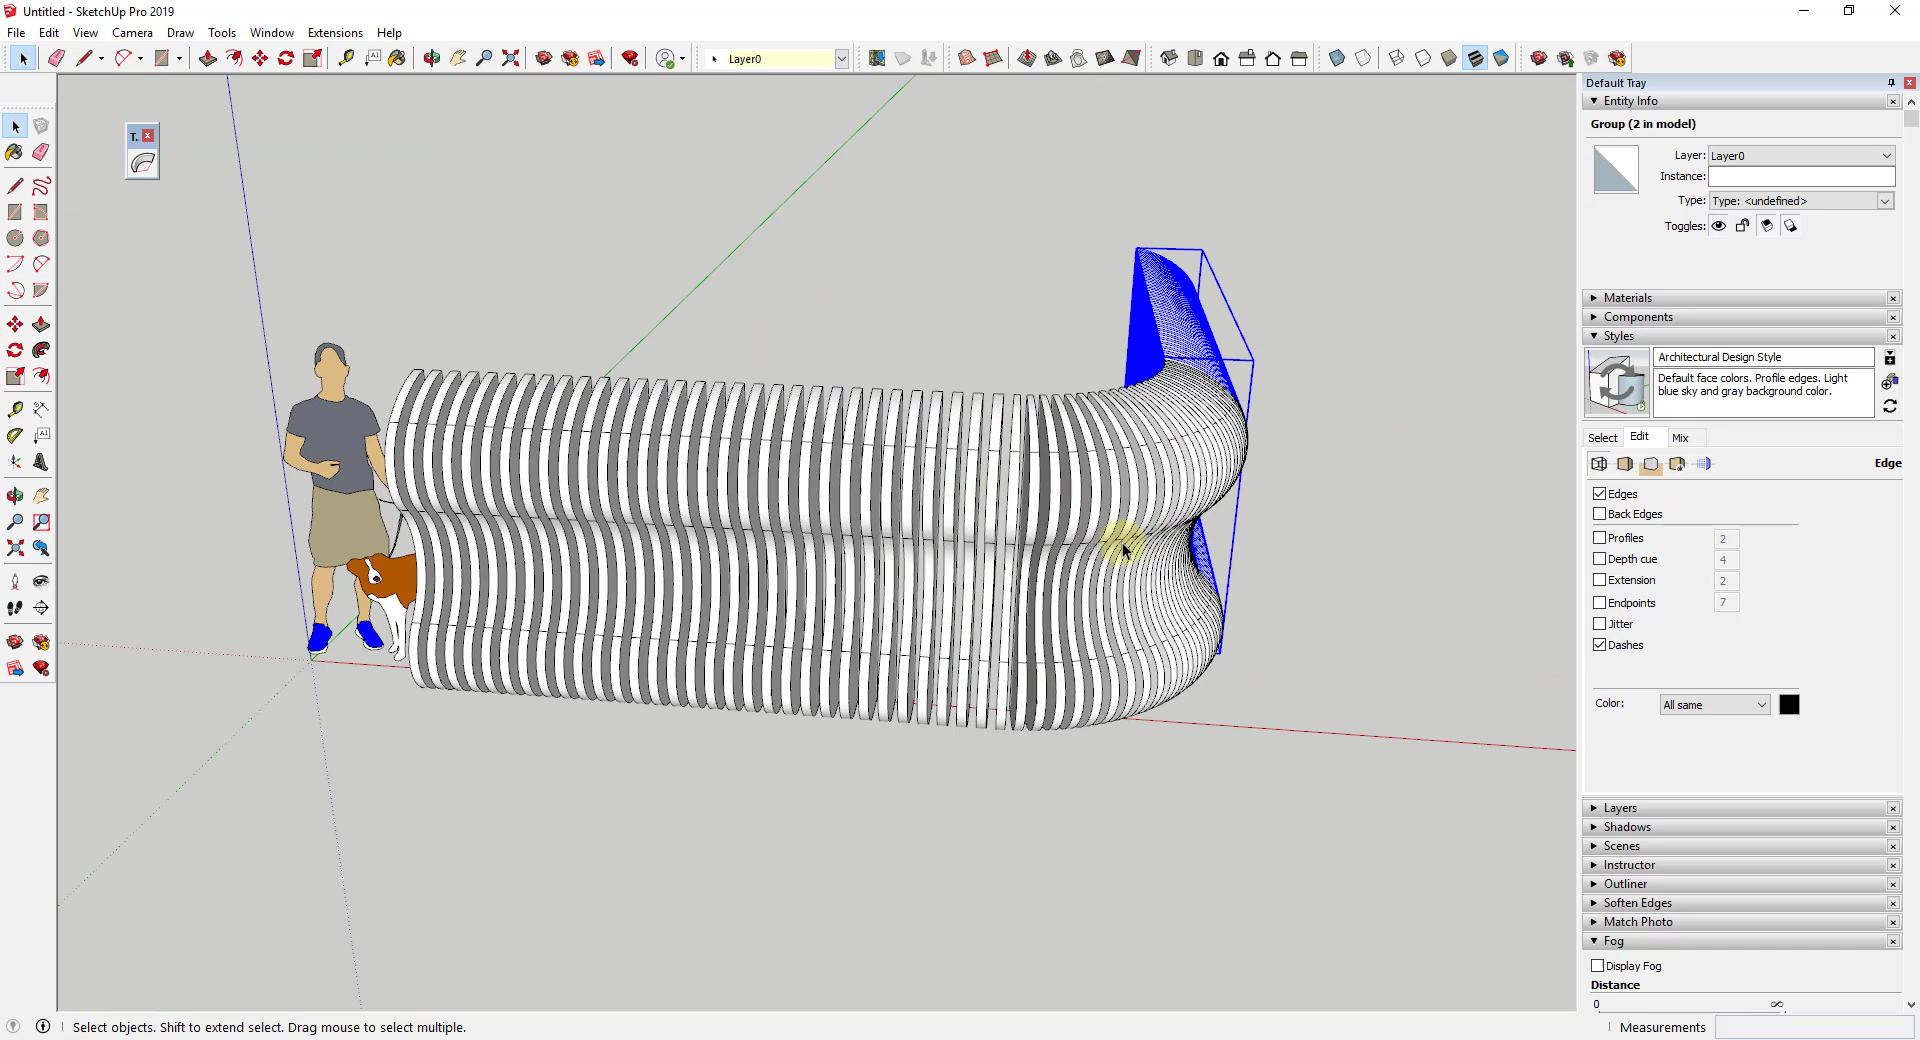 Untitled - SketchUp Pro 2019
File Edit View Camera Draw Tools Window Extensions Help
Layer0
T.
Default Tray
Entity Info
Group (2 in model)
Layer: Layer0
Instance:
Type: Type: <undefined>
Toggles:
Materials
Components
Styles
Architectural Design Style
Default face colors. Profile edges. Light
blue sky and gray background color.
Select Edit Mix
Edge
Edges
Back Edges
Profiles 2
Depth cue 4
Extension 2
Endpoints 7
Jitter
Dashes
Color: All same
Layers
Shadows
Scenes
Instructor
Outliner
Soften Edges
Match Photo
Fog
Display Fog
Distance
0 ∞
Select objects. Shift to extend select. Drag mouse to select multiple.
Measurements